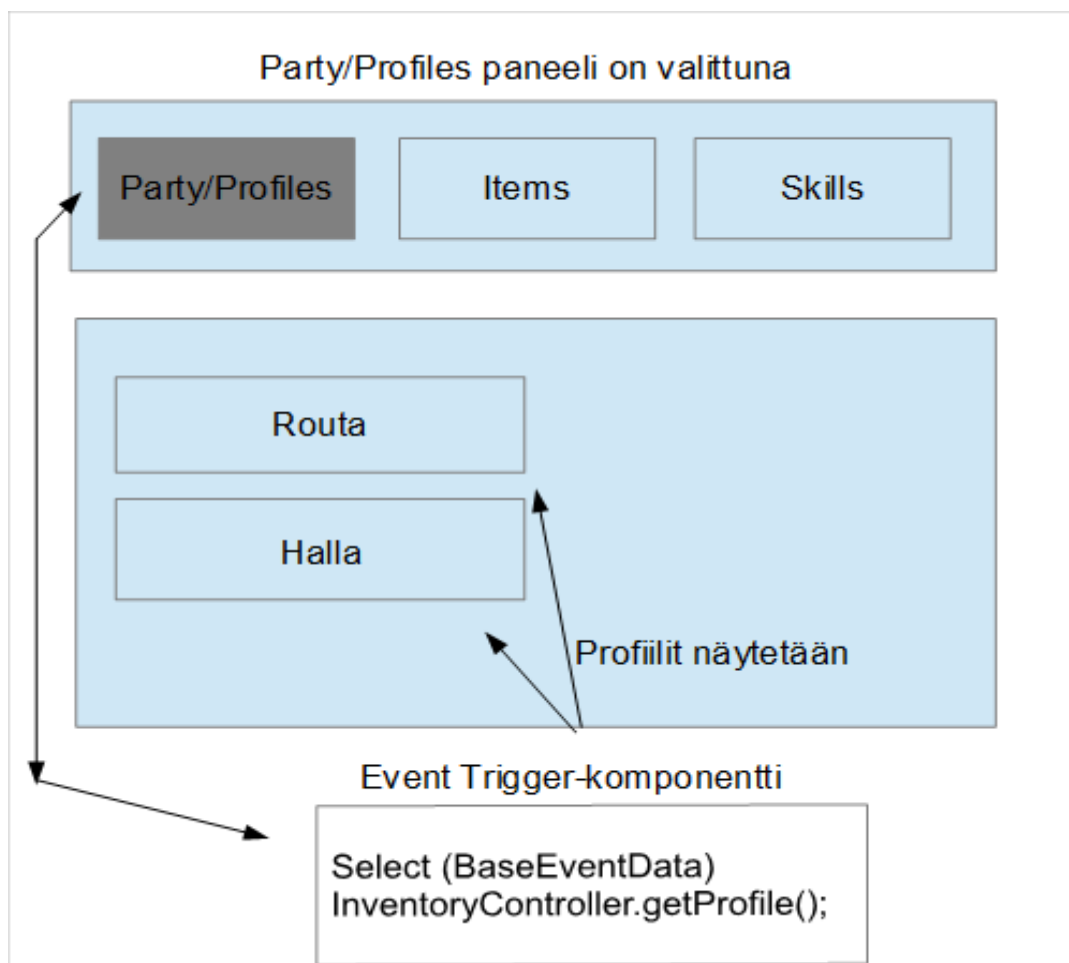 Party/Profiles paneeli on valittuna
Party/Profiles
Items
Skills
Routa
Halla
Profiilit näytetään
Event Trigger-komponentti
Select (BaseEventData)
InventoryController.getProfile();